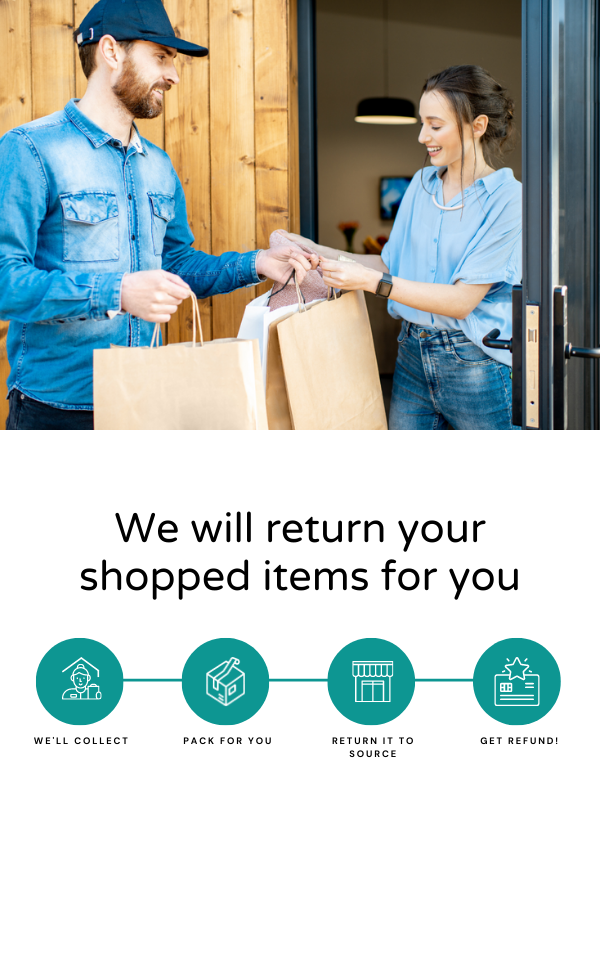 We will return your
shopped items for you
WE'LL COLLECT
PACK FOR YOU
RETURN IT TO
SOURCE
GET REFUND!